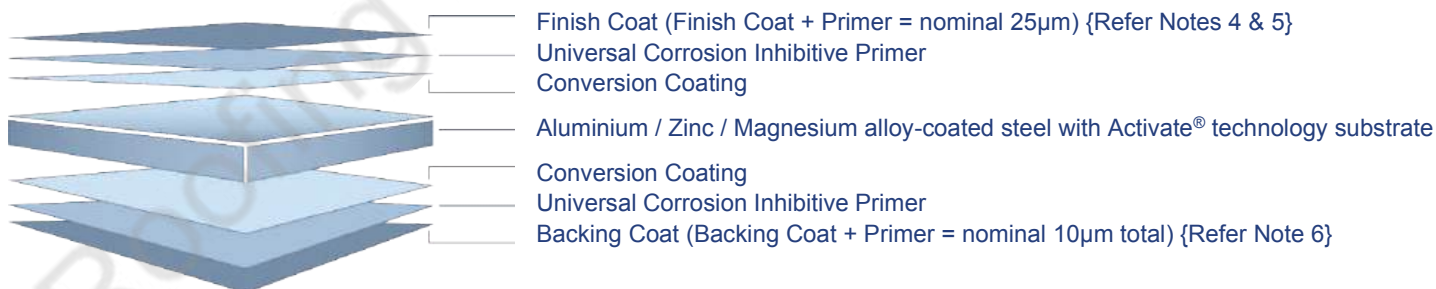 Finish Coat (Finish Coat + Primer = nominal 25µm) {Refer Notes 4 & 5}
Universal Corrosion Inhibitive Primer
Conversion Coating
Aluminium / Zinc / Magnesium alloy-coated steel with Activate® technology substrate
Conversion Coating
Universal Corrosion Inhibitive Primer
Backing Coat (Backing Coat + Primer = nominal 10µm total) {Refer Note 6}
Roofing